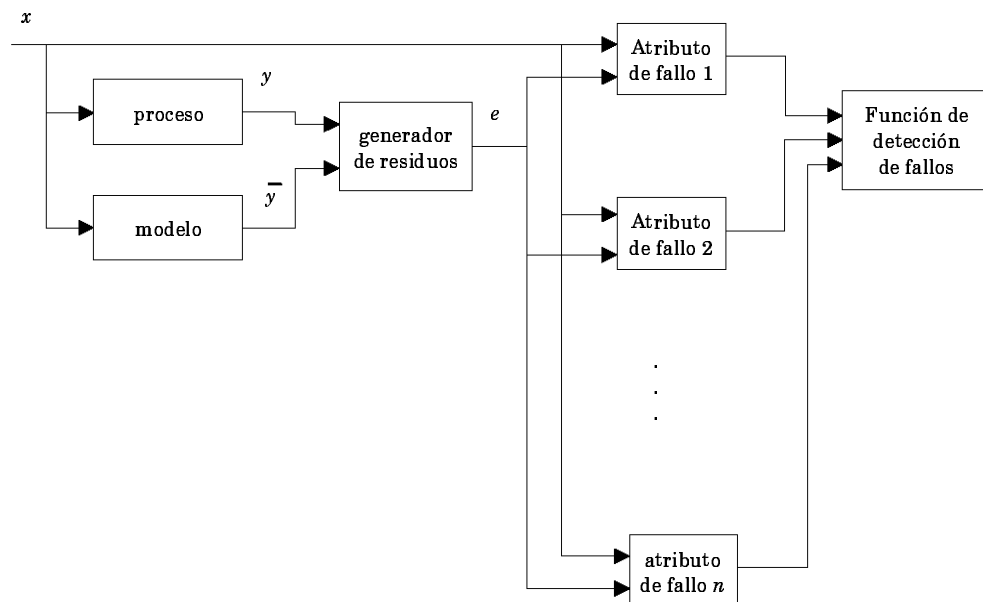 x
proceso
y
modelo
ȳ
generador
de residuos
e
Atributo
de fallo 1
Atributo
de fallo 2
.
.
.
atributo
de fallo n
Función de
detección
de fallos